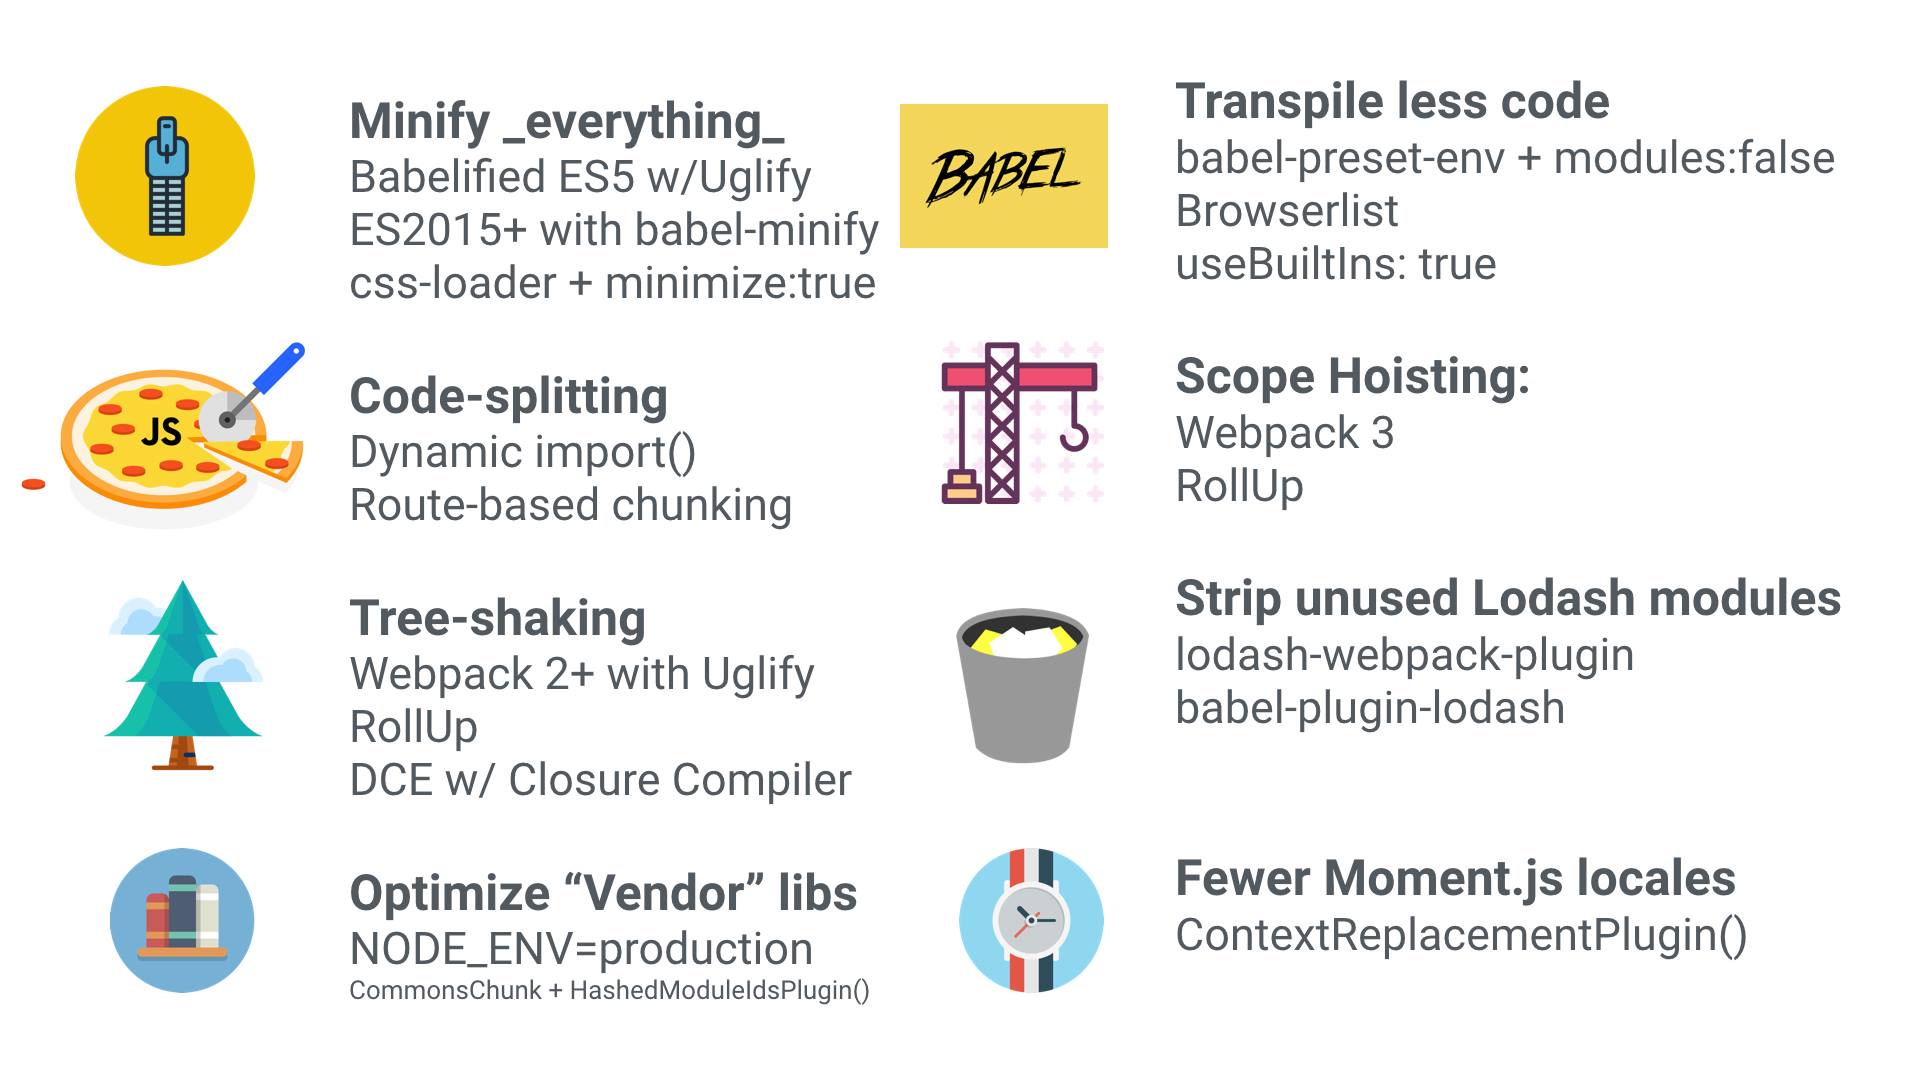 Minify _everything_
Babelified ES5 w/Uglify
ES2015+ with babel-minify
css-loader + minimize:true
BABEL
Transpile less code
babel-preset-env + modules:false
Browserlist
useBuiltIns: true
JS
Code-splitting
Dynamic import()
Route-based chunking
Scope Hoisting:
Webpack 3
RollUp
Tree-shaking
Webpack 2+ with Uglify
RollUp
DCE w/ Closure Compiler
Strip unused Lodash modules
lodash-webpack-plugin
babel-plugin-lodash
Optimize “Vendor” libs
NODE_ENV=production
CommonsChunk + HashedModuleIdsPlugin()
Fewer Moment.js locales
ContextReplacementPlugin()